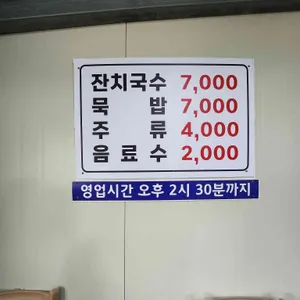 잔치국수 7,000
묵 밥 7,000
주 류 4,000
음 료 수 2,000
영업시간 오후 2시 30분까지